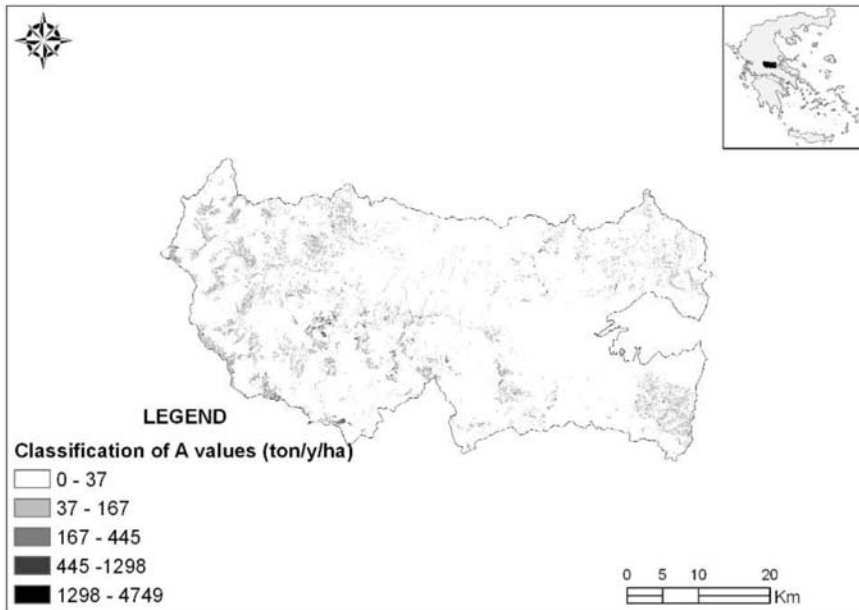 LEGEND
Classification of A values (ton/y/ha)
0 - 37
37 - 167
167 - 445
445 -1298
1298 - 4749
0 5 10 20
Km